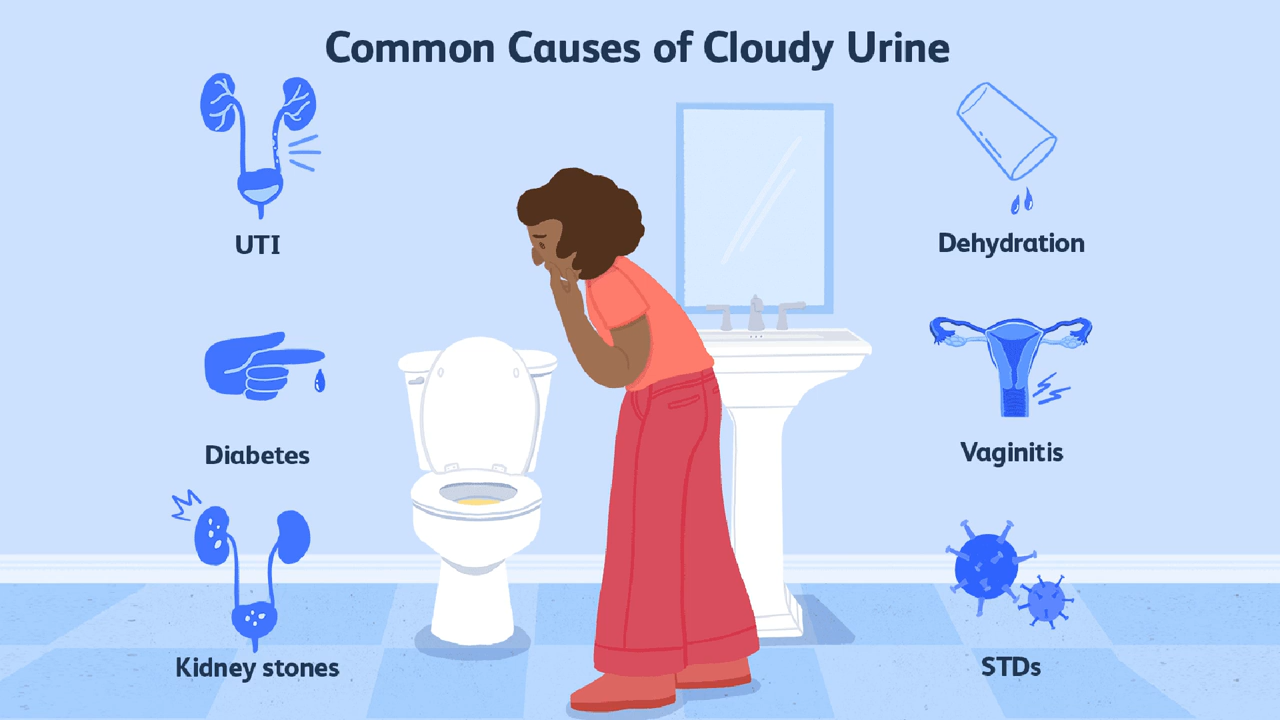 Common Causes of Cloudy Urine
UTI
Dehydration
Diabetes
Vaginitis
Kidney stones
STDs